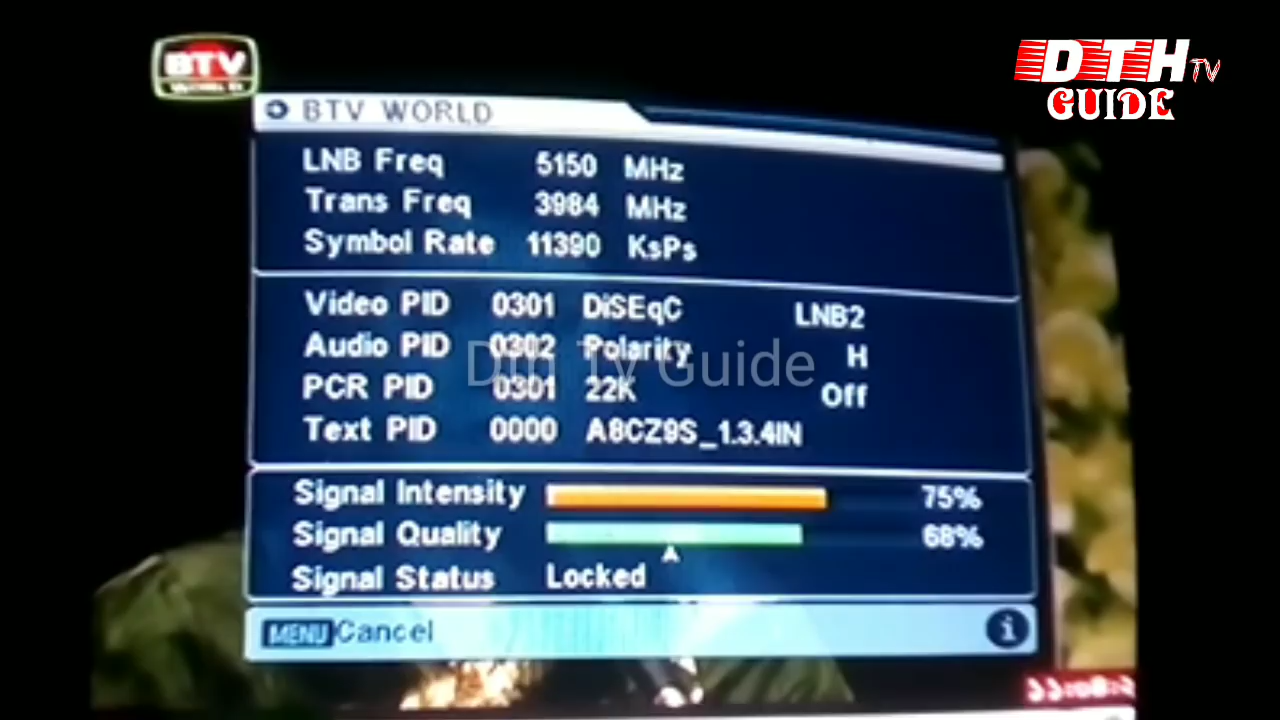 BTV
DTH TV
GUIDE
BTV WORLD
LNB Freq 5150 MHz
Trans Freq 3984 MHz
Symbol Rate 11390 KsPs
Video PID 0301 DiSEqC LNB2
Audio PID 0302 Polarity H
PCR PID 0301 22K Off
Text PID 0000 A8CZ9S_1.3.4IN
Dth Tv Guide
Signal Intensity 75%
Signal Quality 68%
Signal Status Locked
MENU Cancel